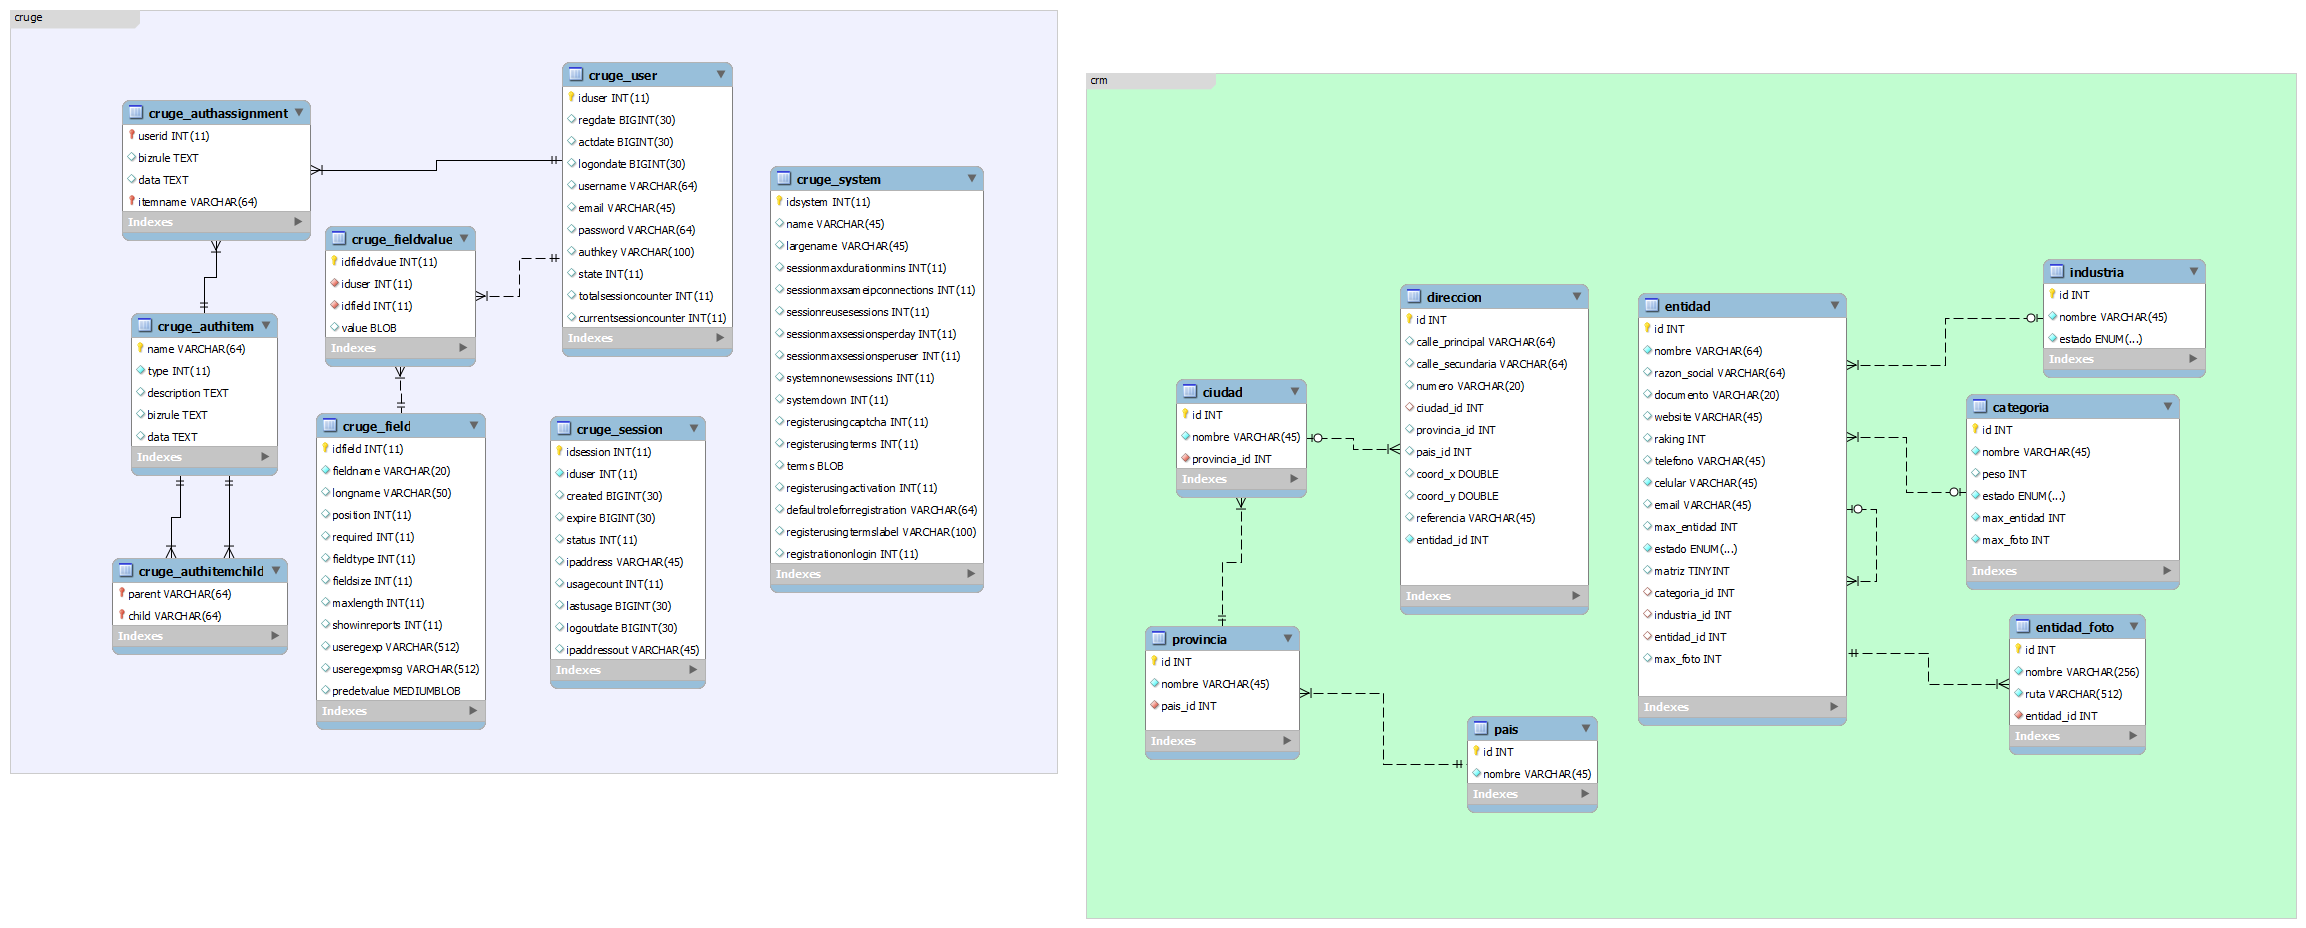 cruge
cruge_authassignment
userid INT(11)
bizrule TEXT
data TEXT
itemname VARCHAR(64)
Indexes
cruge_user
iduser INT(11)
regdate BIGINT(30)
actdate BIGINT(30)
logondate BIGINT(30)
username VARCHAR(64)
email VARCHAR(45)
password VARCHAR(64)
authkey VARCHAR(100)
state INT(11)
totalsessioncounter INT(11)
currentsessioncounter INT(11)
Indexes
cruge_fieldvalue
idfieldvalue INT(11)
iduser INT(11)
idfield INT(11)
value BLOB
Indexes
cruge_authitem
name VARCHAR(64)
type INT(11)
description TEXT
bizrule TEXT
data TEXT
Indexes
cruge_authitemchild
parent VARCHAR(64)
child VARCHAR(64)
Indexes
cruge_field
idfield INT(11)
fieldname VARCHAR(20)
longname VARCHAR(50)
position INT(11)
required INT(11)
fieldtype INT(11)
fieldsize INT(11)
maxlength INT(11)
showinreports INT(11)
useregexp VARCHAR(512)
useregexpmsg VARCHAR(512)
predetvalue MEDIUMBLOB
Indexes
cruge_session
idsession INT(11)
iduser INT(11)
created BIGINT(30)
expire BIGINT(30)
status INT(11)
ipaddress VARCHAR(45)
usagecount INT(11)
lastusage BIGINT(30)
logoutdate BIGINT(30)
ipaddressout VARCHAR(45)
Indexes
cruge_system
idsystem INT(11)
name VARCHAR(45)
largename VARCHAR(45)
sessionmaxdurationmins INT(11)
sessionmaxsameipconnections INT(11)
sessionreusesessions INT(11)
sessionmaxsessionsperday INT(11)
sessionmaxsessionsperuser INT(11)
systemnonewsessions INT(11)
systemdown INT(11)
registerusingcaptcha INT(11)
registerusingterms INT(11)
terms BLOB
registerusingactivation INT(11)
defaultroleforregistration VARCHAR(64)
registerusingtermslabel VARCHAR(100)
registrationonlogin INT(11)
Indexes
crm
ciudad
id INT
nombre VARCHAR(45)
provincia_id INT
Indexes
provincia
id INT
nombre VARCHAR(45)
pais_id INT
Indexes
direccion
id INT
calle_principal VARCHAR(64)
calle_secundaria VARCHAR(64)
numero VARCHAR(20)
ciudad_id INT
provincia_id INT
pais_id INT
coord_x DOUBLE
coord_y DOUBLE
referencia VARCHAR(45)
entidad_id INT
Indexes
pais
id INT
nombre VARCHAR(45)
Indexes
entidad
id INT
nombre VARCHAR(64)
razon_social VARCHAR(64)
documento VARCHAR(20)
website VARCHAR(45)
raking INT
telefono VARCHAR(45)
celular VARCHAR(45)
email VARCHAR(45)
max_entidad INT
estado ENUM(...)
matriz TINYINT
categoria_id INT
industria_id INT
entidad_id INT
max_foto INT
Indexes
industria
id INT
nombre VARCHAR(45)
estado ENUM(...)
Indexes
categoria
id INT
nombre VARCHAR(45)
peso INT
estado ENUM(...)
max_entidad INT
max_foto INT
Indexes
entidad_foto
id INT
nombre VARCHAR(256)
ruta VARCHAR(512)
entidad_id INT
Indexes